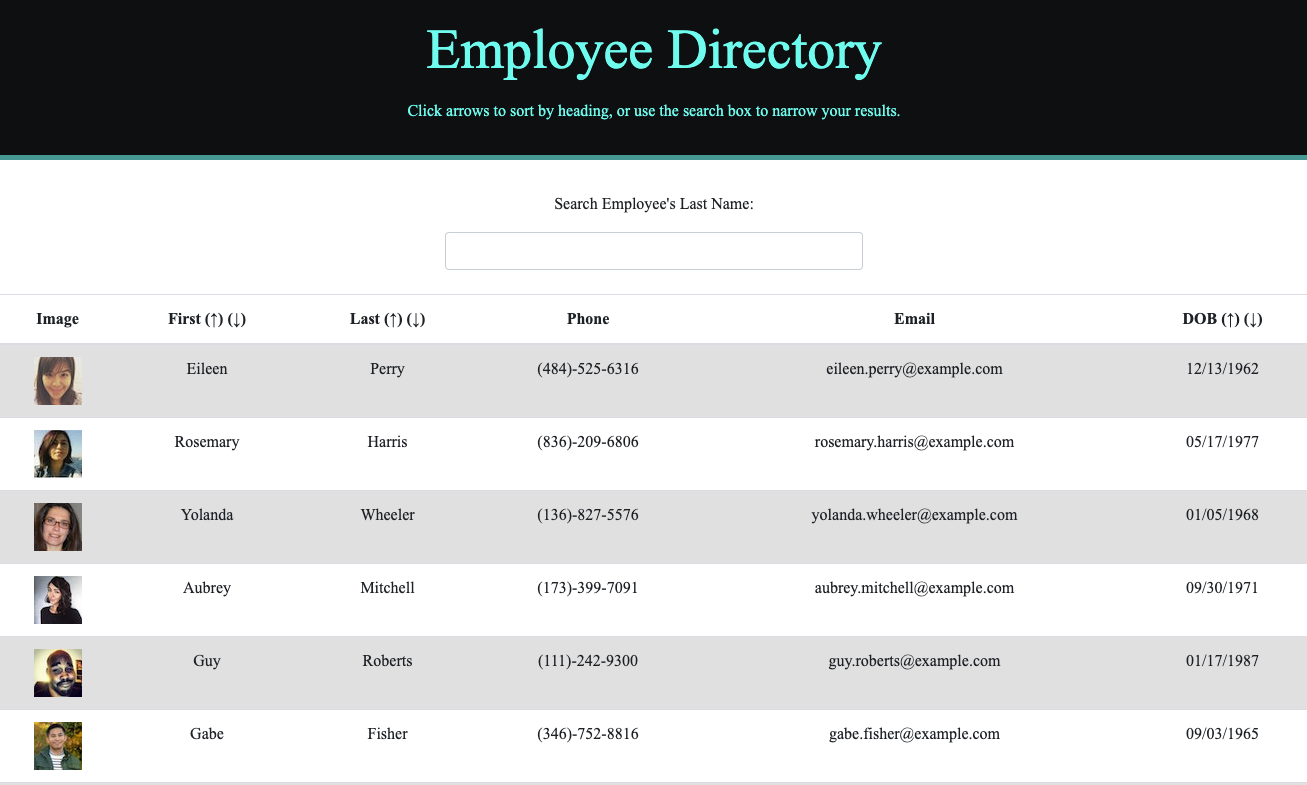 Employee Directory
Click arrows to sort by heading, or use the search box to narrow your results.
Search Employee's Last Name:
Image First (↑) (↓) Last (↑) (↓) Phone Email DOB (↑) (↓)
Eileen Perry (484)-525-6316 eileen.perry@example.com 12/13/1962
Rosemary Harris (836)-209-6806 rosemary.harris@example.com 05/17/1977
Yolanda Wheeler (136)-827-5576 yolanda.wheeler@example.com 01/05/1968
Aubrey Mitchell (173)-399-7091 aubrey.mitchell@example.com 09/30/1971
Guy Roberts (111)-242-9300 guy.roberts@example.com 01/17/1987
Gabe Fisher (346)-752-8816 gabe.fisher@example.com 09/03/1965